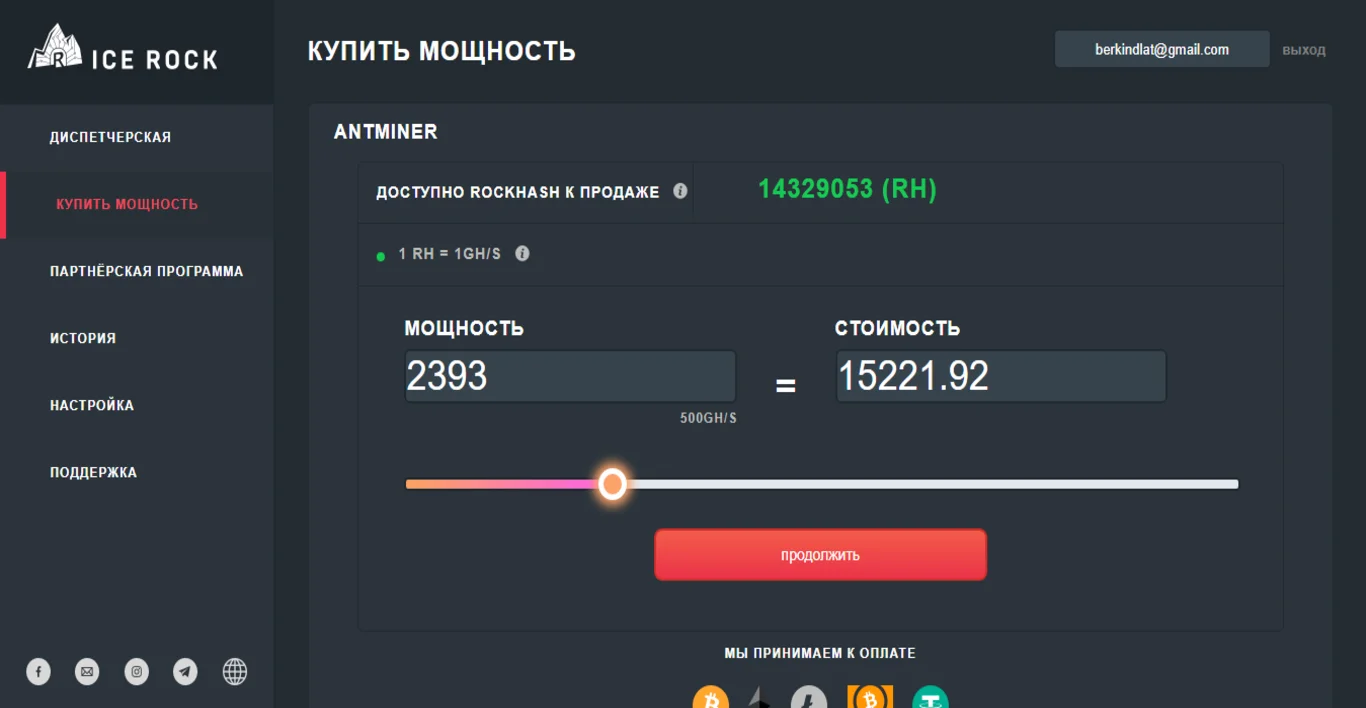 ICE ROCK
КУПИТЬ МОЩНОСТЬ
berkindlat@gmail.com
ВЫХОД
ДИСПЕТЧЕРСКАЯ
КУПИТЬ МОЩНОСТЬ
ПАРТНЁРСКАЯ ПРОГРАММА
ИСТОРИЯ
НАСТРОЙКА
ПОДДЕРЖКА
ANTMINER
ДОСТУПНО ROCKHASH К ПРОДАЖЕ
14329053 (RH)
1 RH = 1GH/S
МОЩНОСТЬ
СТОИМОСТЬ
2393
=
15221.92
500GH/S
продолжить
МЫ ПРИНИМАЕМ К ОПЛАТЕ